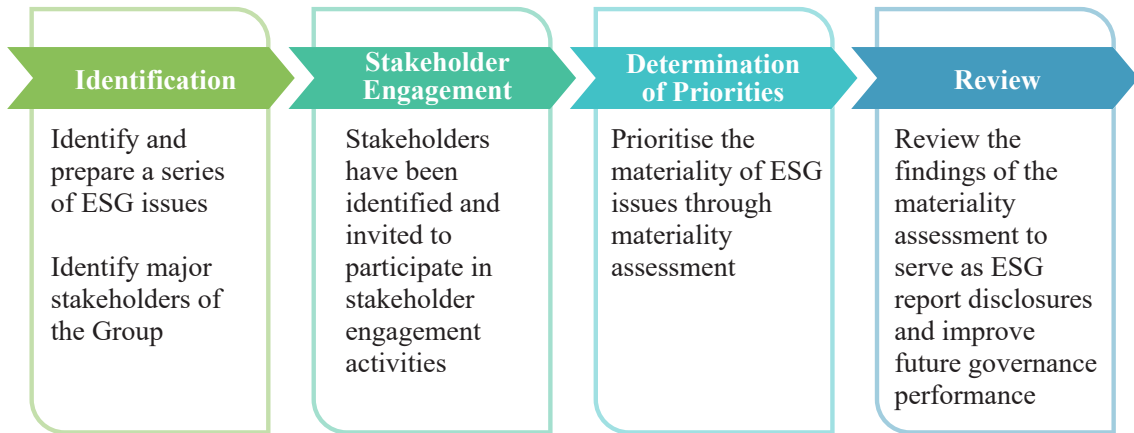 Identification
Identify and
prepare a series
of ESG issues
Identify major
stakeholders of
the Group
Stakeholder
Engagement
Stakeholders
have been
identified and
invited to
participate in
stakeholder
engagement
activities
Determination
of Priorities
Prioritise the
materiality of ESG
issues through
materiality
assessment
Review
Review the
findings of the
materiality
assessment to
serve as ESG
report disclosures
and improve
future governance
performance